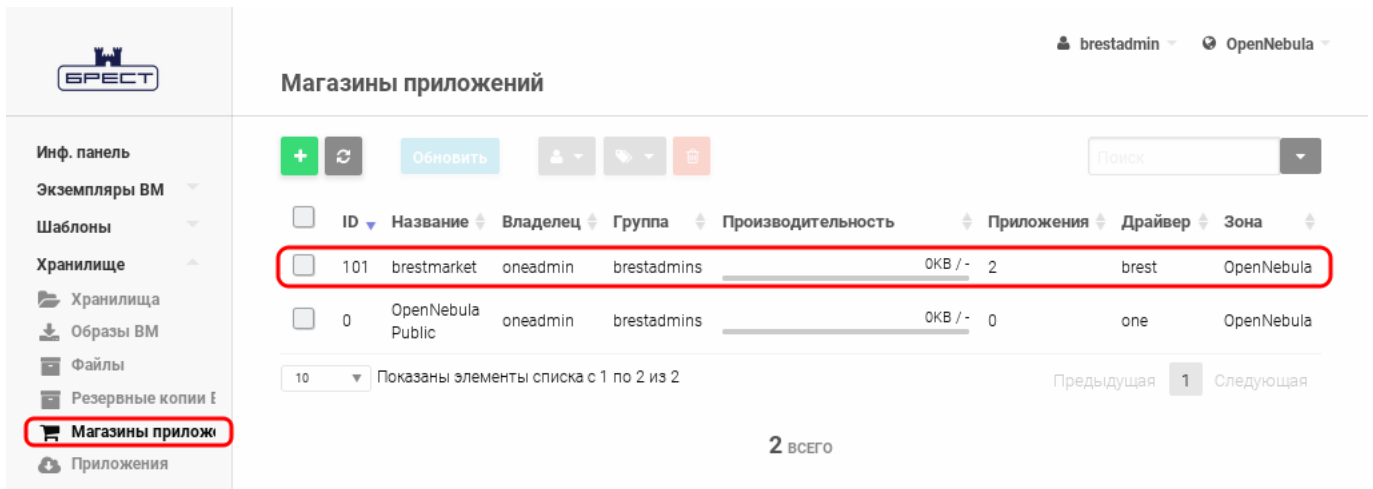 БРЕСТ
brestadmin
OpenNebula
Магазины приложений
Инф. панель
Экземпляры ВМ
Шаблоны
Хранилище
Хранилища
Образы ВМ
Файлы
Резервные копии В
Магазины прилож
Приложения
+ Обновить
Поиск
ID Название Владелец Группа Производительность Приложения Драйвер Зона
101 brestmarket oneadmin brestadmins 0KB / - 2 brest OpenNebula
0 OpenNebula Public oneadmin brestadmins 0KB / - 0 one OpenNebula
10 Показаны элементы списка с 1 по 2 из 2
Предыдущая 1 Следующая
2 ВСЕГО